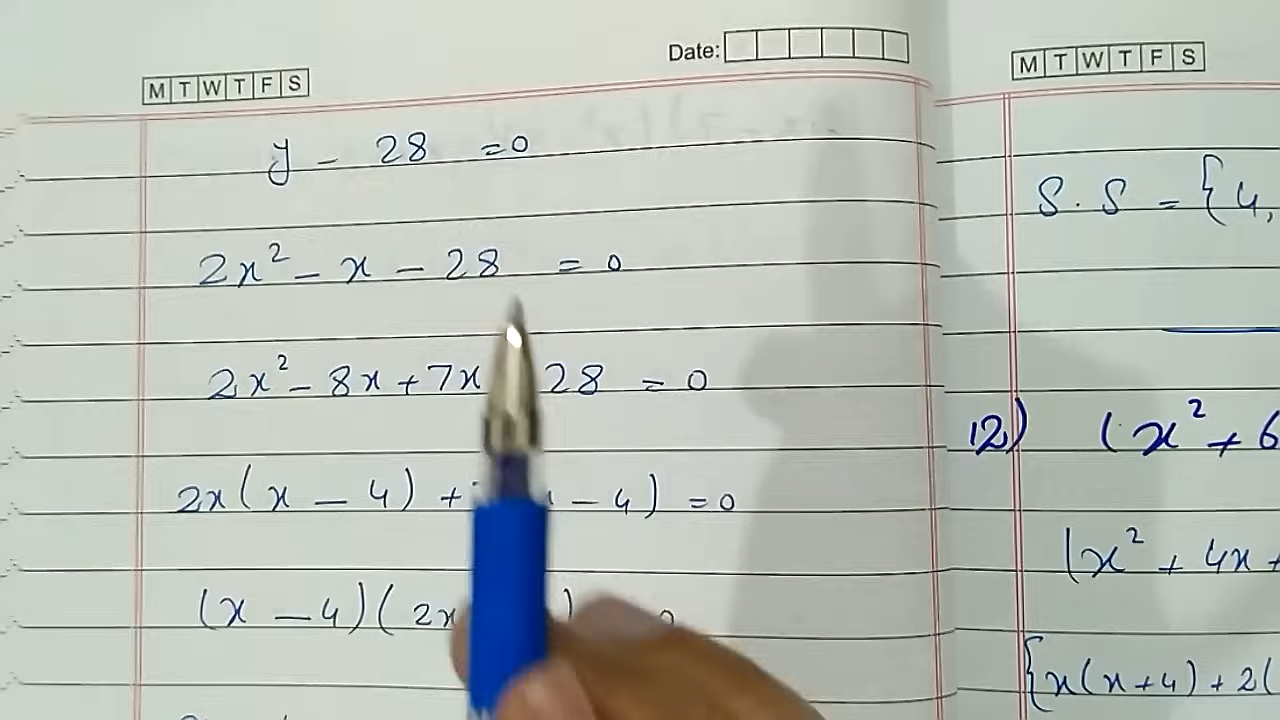 Date:
M T W T F S
y - 28 = 0
2x² - x - 28 = 0
2x² - 8x + 7x 28 = 0
2x(x - 4) + - 4) = 0
(x - 4)(2x ) 0
M T W T F S
S.S = {4,
12) (x² + 6
(x² + 4x +
{x(x+4) + 2(